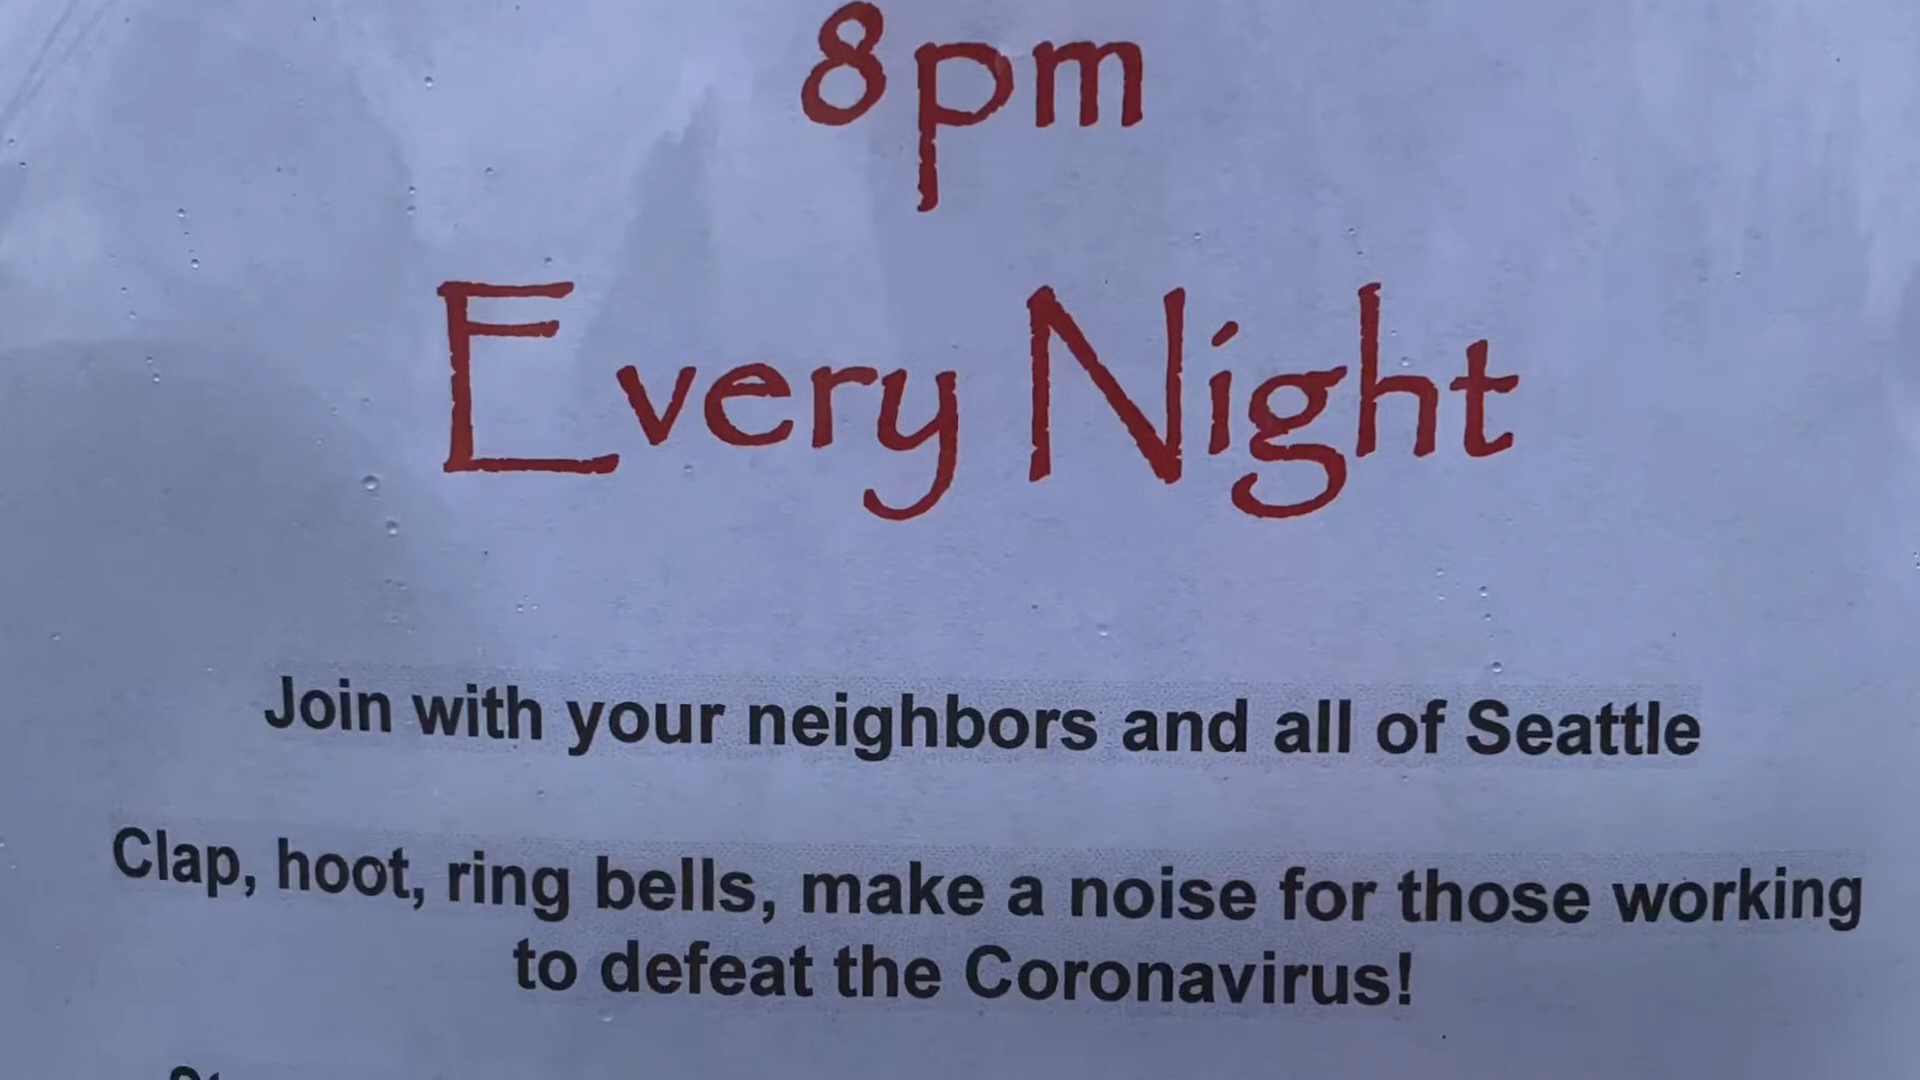 8pm
Every Night
Join with your neighbors and all of Seattle
Clap, hoot, ring bells, make a noise for those working
to defeat the Coronavirus!